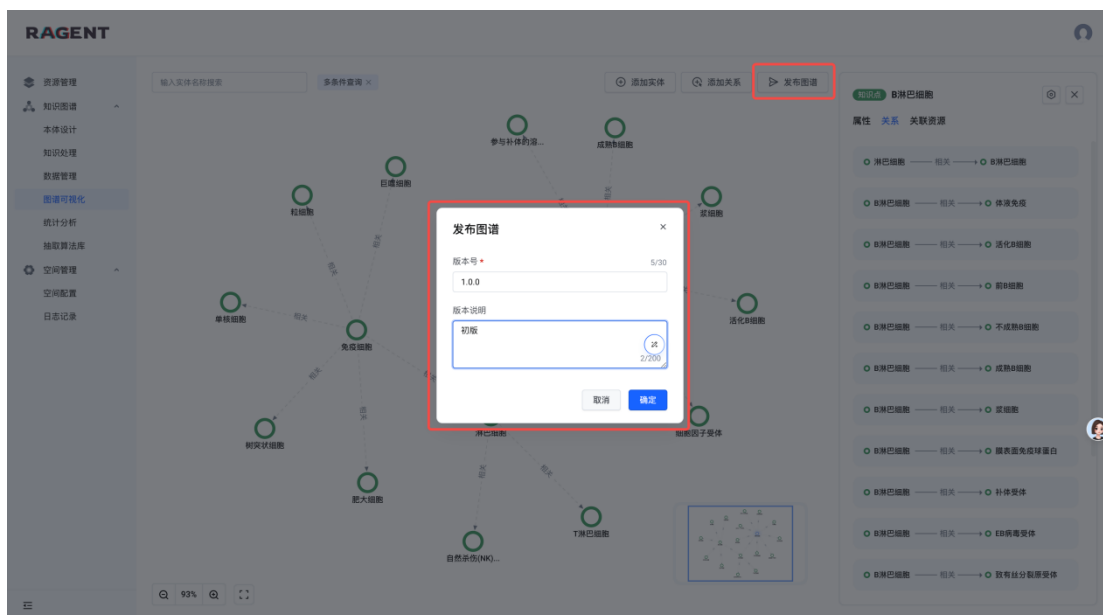 RAGENT
资源管理
知识图谱
本体设计
知识处理
数据管理
图谱可视化
统计分析
抽取算法库
空间管理
空间配置
日志记录
输入实体名称搜索
多条件查询 ×
添加实体
添加关系
发布图谱
参与补体的溶...
成熟B细胞
巨噬细胞
粒细胞
浆细胞
相关
相关
相关
单核细胞
相关
免疫细胞
活化B细胞
相关
相关
树突状细胞
淋巴细胞
细胞因子受体
相关
相关
肥大细胞
T淋巴细胞
自然杀伤(NK)...
93%
发布图谱 ×
版本号 * 5/30
1.0.0
版本说明
初版
2/200
取消 确定
知识点 B淋巴细胞
属性 关系 关联资源
淋巴细胞 相关 B淋巴细胞
B淋巴细胞 相关 体液免疫
B淋巴细胞 相关 活化B细胞
B淋巴细胞 相关 前B细胞
B淋巴细胞 相关 不成熟B细胞
B淋巴细胞 相关 成熟B细胞
B淋巴细胞 相关 浆细胞
B淋巴细胞 相关 膜表面免疫球蛋白
B淋巴细胞 相关 补体受体
B淋巴细胞 相关 EB病毒受体
B淋巴细胞 相关 致有丝分裂原受体